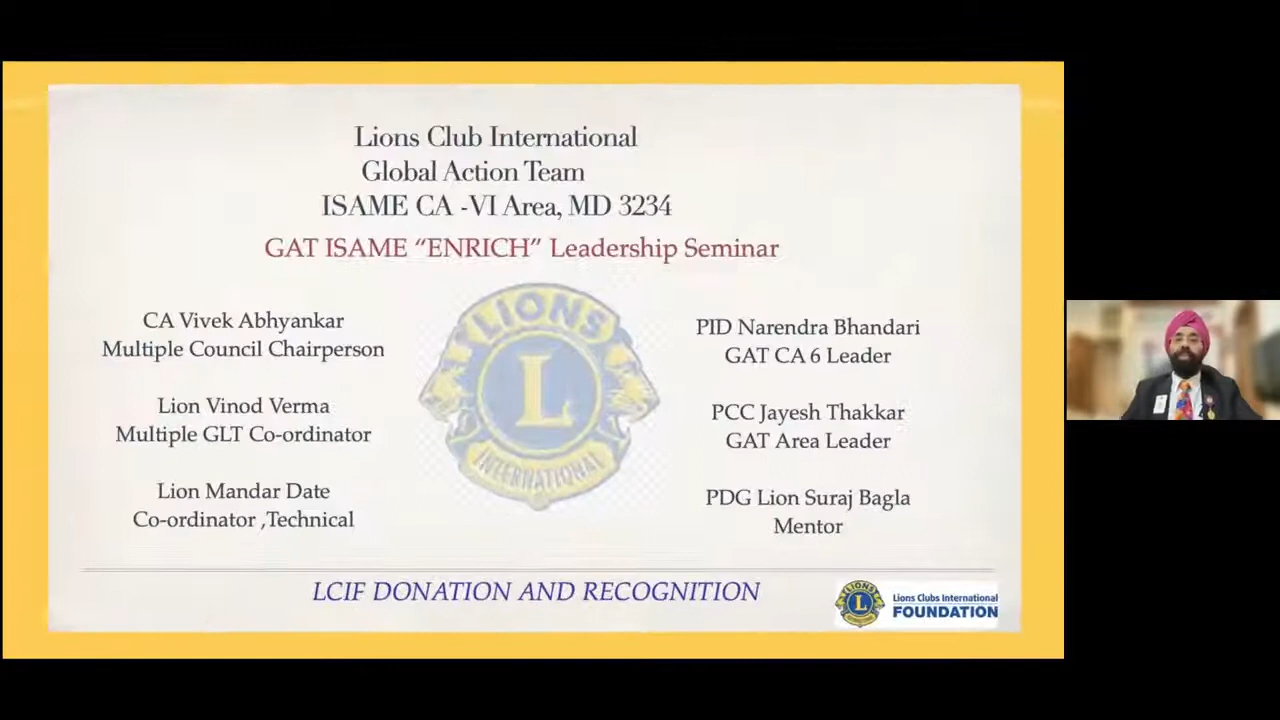 Lions Club International
Global Action Team
ISAME CA -VI Area, MD 3234
GAT ISAME “ENRICH” Leadership Seminar
CA Vivek Abhyankar
Multiple Council Chairperson
Lion Vinod Verma
Multiple GLT Co-ordinator
Lion Mandar Date
Co-ordinator ,Technical
LIONS
L
INTERNATIONAL
PID Narendra Bhandari
GAT CA 6 Leader
PCC Jayesh Thakkar
GAT Area Leader
PDG Lion Suraj Bagla
Mentor
LCIF DONATION AND RECOGNITION
LIONS
L
Lions Clubs International
FOUNDATION